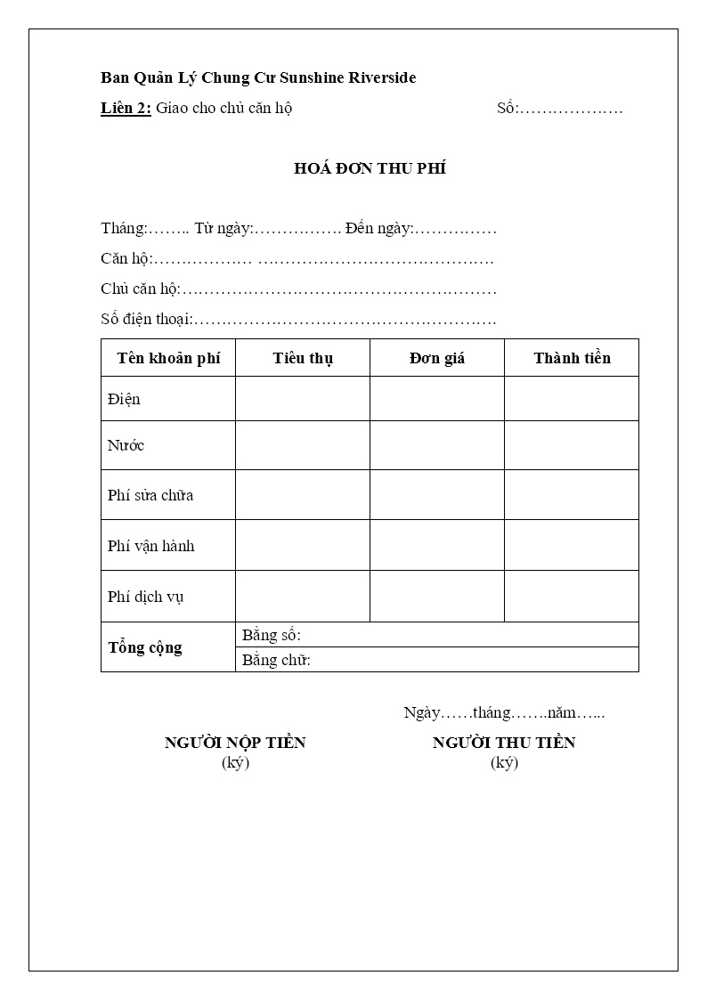 Ban Quản Lý Chung Cư Sunshine Riverside
Liên 2: Giao cho chủ căn hộ Số:……………….
HOÁ ĐƠN THU PHÍ
Tháng:…….. Từ ngày:……………. Đến ngày:……………
Căn hộ:……………… …………………………………….
Chủ căn hộ:……………………………………………………
Số điện thoại:………………………………………………….
Tên khoản phí Tiêu thụ Đơn giá Thành tiền
Điện
Nước
Phí sửa chữa
Phí vận hành
Phí dịch vụ
Tổng cộng
Bằng số:
Bằng chữ:
Ngày……tháng…….năm…...
NGƯỜI NỘP TIỀN NGƯỜI THU TIỀN
(ký) (ký)